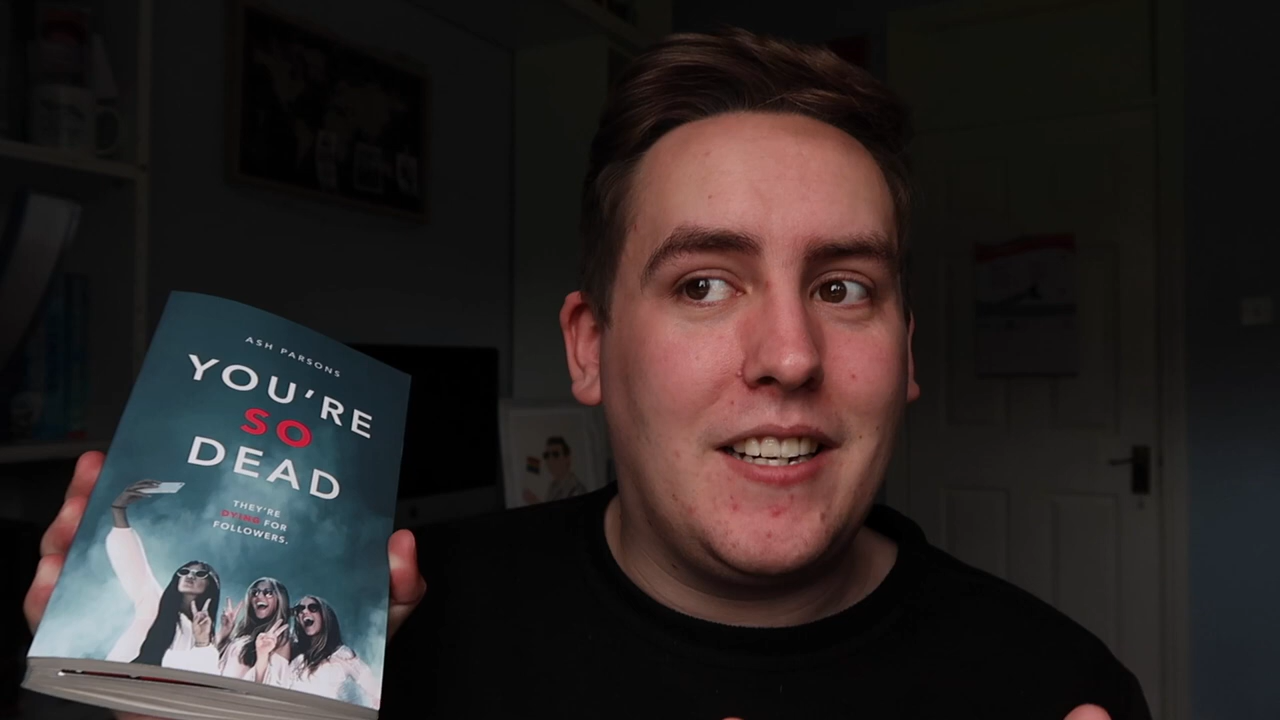 ASH PARSONS
YOU'RE
SO
DEAD
THEY'RE
DYING FOR
FOLLOWERS.